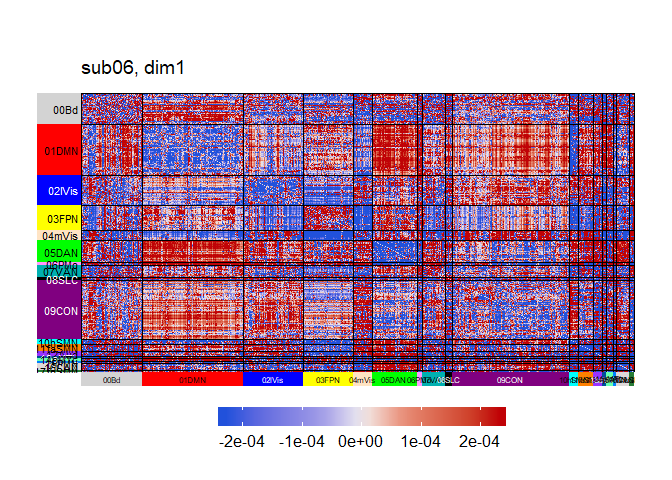 sub06, dim1
00Bd
01DMN
02lVis
03FPN
04mVis
05DAN
07VAN
08SLC
09CON
00Bd
01DMN
02lVis
03FPN
04mVis
05DAN
08SLC
09CON
-2e-04 -1e-04 0e+00 1e-04 2e-04